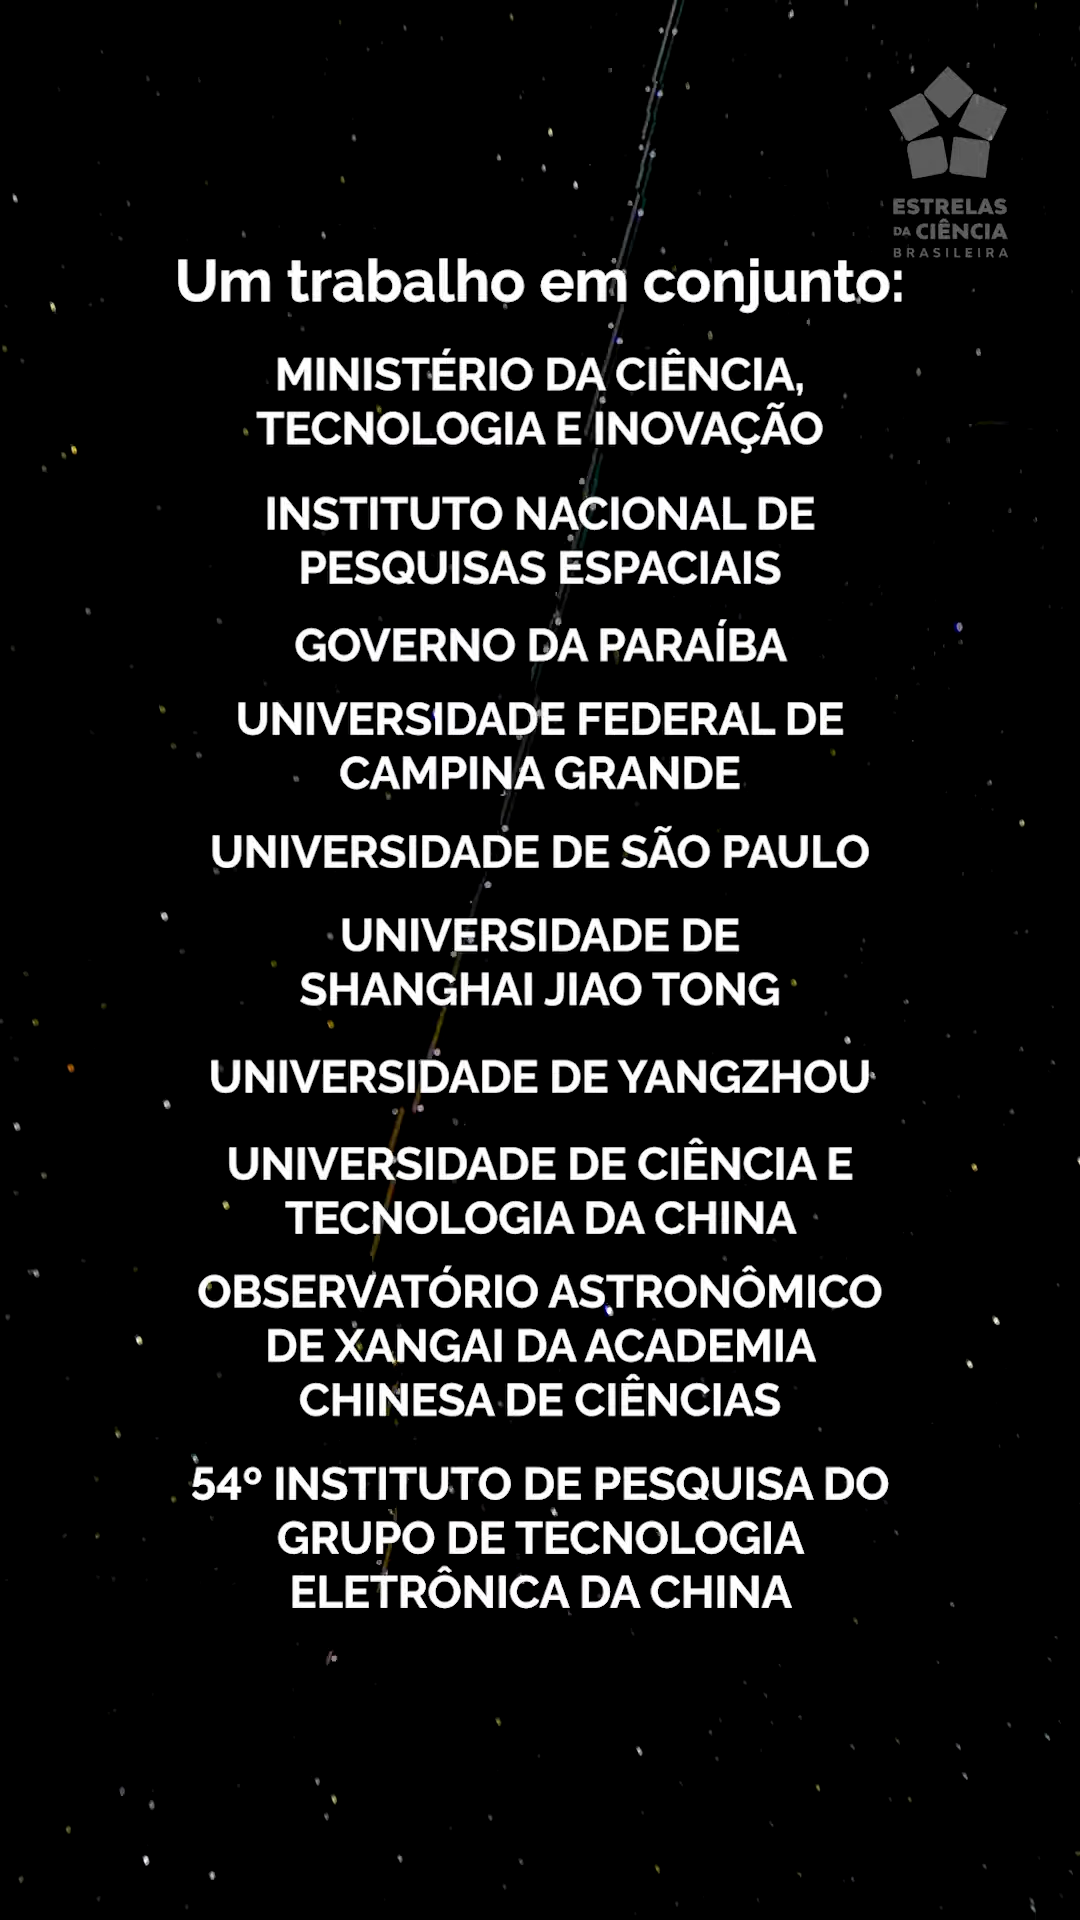 ESTRELAS
DA CIÊNCIA
BRASILEIRA
Um trabalho em conjunto:
MINISTÉRIO DA CIÊNCIA,
TECNOLOGIA E INOVAÇÃO
INSTITUTO NACIONAL DE
PESQUISAS ESPACIAIS
GOVERNO DA PARAÍBA
UNIVERSIDADE FEDERAL DE
CAMPINA GRANDE
UNIVERSIDADE DE SÃO PAULO
UNIVERSIDADE DE
SHANGHAI JIAO TONG
UNIVERSIDADE DE YANGZHOU
UNIVERSIDADE DE CIÊNCIA E
TECNOLOGIA DA CHINA
OBSERVATÓRIO ASTRONÔMICO
DE XANGAI DA ACADEMIA
CHINESA DE CIÊNCIAS
54º INSTITUTO DE PESQUISA DO
GRUPO DE TECNOLOGIA
ELETRÔNICA DA CHINA